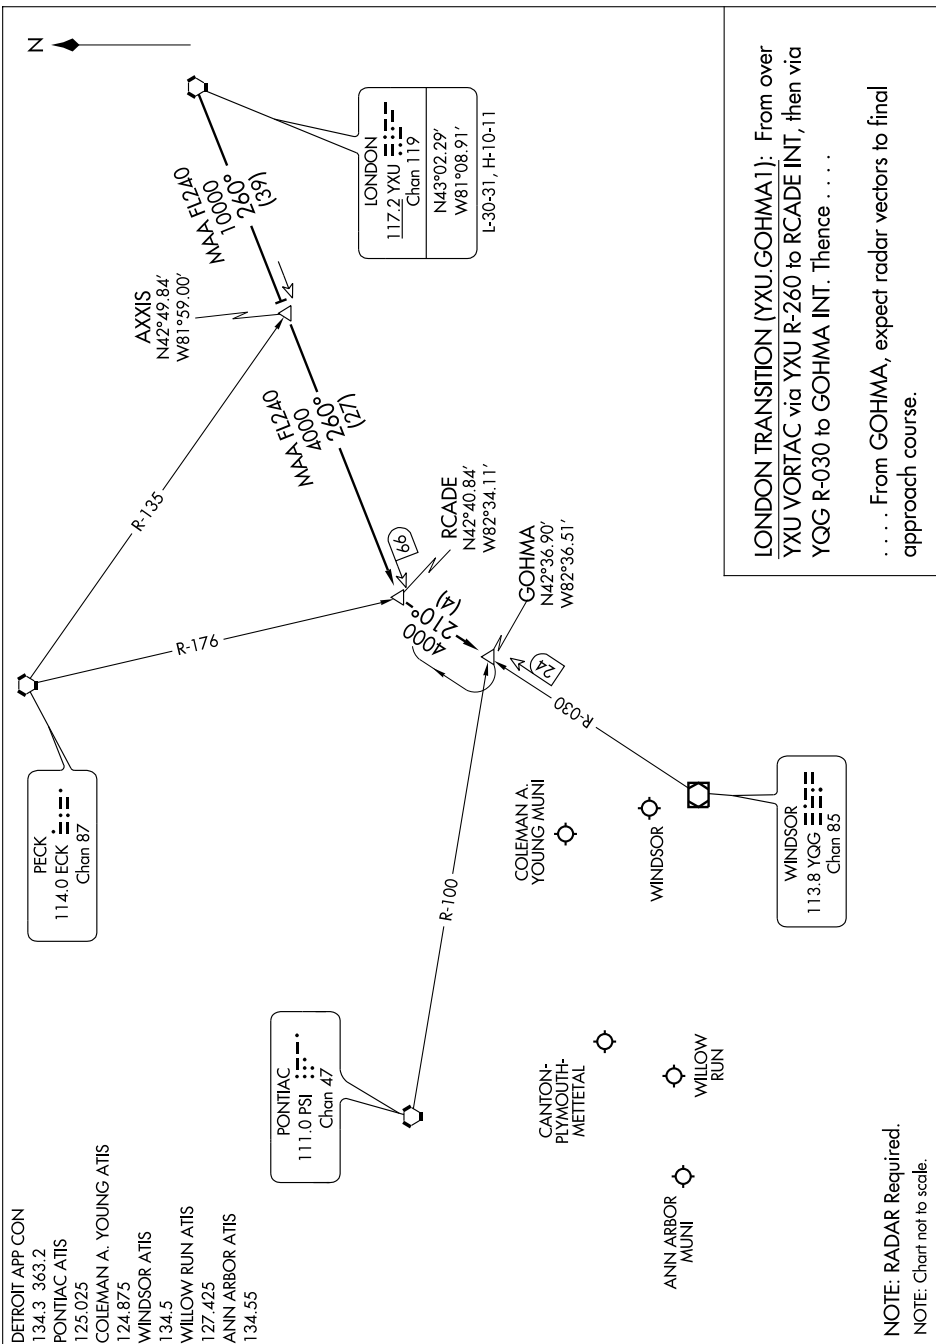 DETROIT APP CON
134.3 363.2
PONTIAC ATIS
125.025
COLEMAN A. YOUNG ATIS
124.875
WINDSOR ATIS
134.5
WILLOW RUN ATIS
127.425
ANN ARBOR ATIS
134.55
PECK
114.0 ECK
Chan 87
PONTIAC
111.0 PSI
Chan 47
N
LONDON
117.2 YXU
Chan 119
N43°02.29'
W81°08.91'
L-30-31, H-10-11
MAA FL240
10000
260°
(39)
AXXIS
N42°49.84'
W81°59.00'
MAA FL240
4000
260°
(27)
R-135
R-176
66
RCADE
N42°40.84'
W82°34.11'
4000
210°
(4)
GOHMA
N42°36.90'
W82°36.51'
24
R-030
R-100
COLEMAN A.
YOUNG MUNI
WINDSOR
WINDSOR
113.8 YQG
Chan 85
CANTON-
PLYMOUTH-
METTETAL
WILLOW
RUN
ANN ARBOR
MUNI
LONDON TRANSITION (YXU.GOHMA1): From over
YXU VORTAC via YXU R-260 to RCADE INT, then via
YQG R-030 to GOHMA INT. Thence . . . .
. . . . From GOHMA, expect radar vectors to final
approach course.
NOTE: RADAR Required.
NOTE: Chart not to scale.